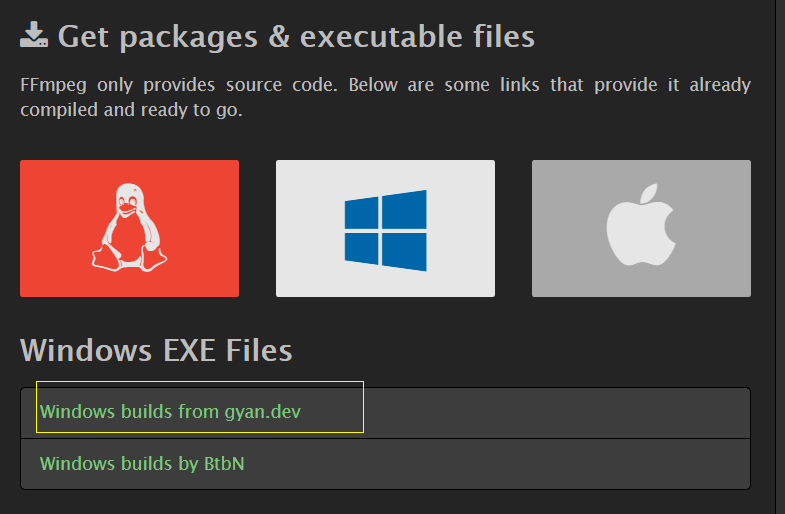 Get packages & executable files
FFmpeg only provides source code. Below are some links that provide it already
compiled and ready to go.
Windows EXE Files
Windows builds from gyan.dev
Windows builds by BtbN